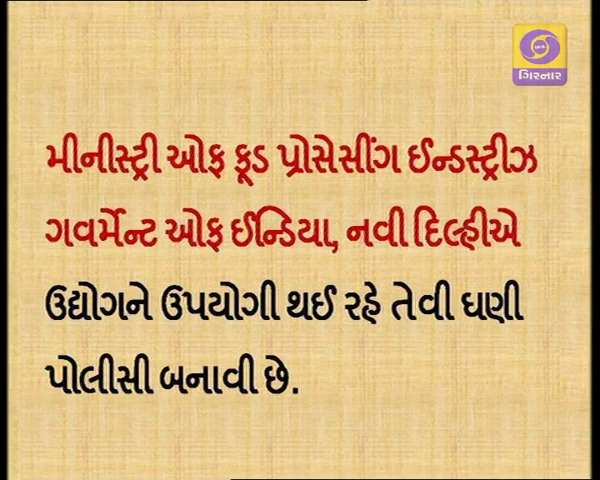 ગિરનાર
મીનીસ્ટ્રી ઓફ ફૂડ પ્રોસેસીંગ ઈન્ડસ્ટ્રીઝ
ગવર્મેન્ટ ઓફ ઈન્ડિયા, નવી દિલ્હીએ
ઉદ્યોગને ઉપયોગી થઈ રહે તેવી ઘણી
પોલીસી બનાવી છે.